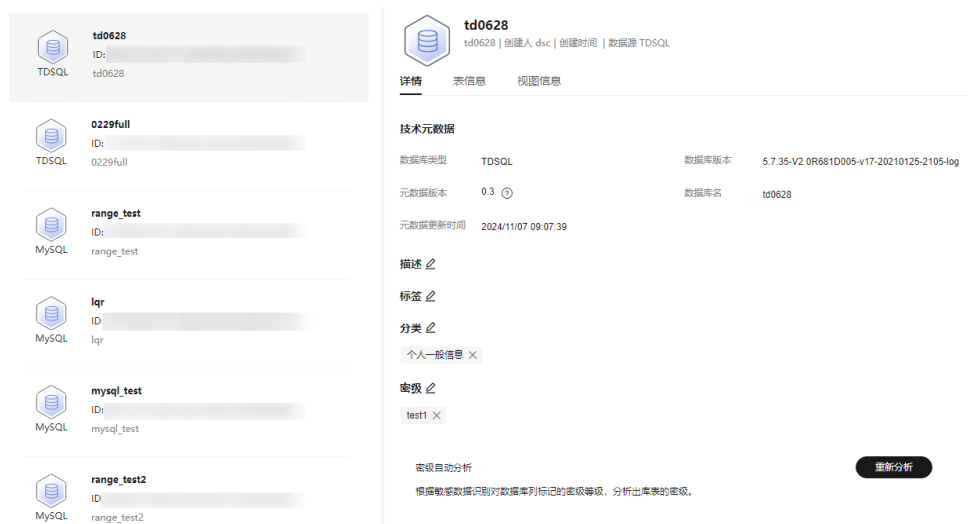 td0628
ID:
TDSQL
td0628
0229full
ID:
TDSQL
0229full
range_test
ID:
MySQL
range_test
lqr
ID
MySQL
lqr
mysql_test
ID:
MySQL
mysql_test
range_test2
ID
MySQL
range_test2
td0628
td0628 | 创建人 dsc | 创建时间 | 数据源 TDSQL
详情 表信息 视图信息
技术元数据
数据库类型 TDSQL 数据库版本 5.7.35-V2.0R681D005-v17-20210125-2105-log
元数据版本 0.3 ? 数据库名 td0628
元数据更新时间 2024/11/07 09:07:39
描述
标签
分类
个人一般信息
密级
test1
密级自动分析 重新分析
根据敏感数据识别对数据库列标记的密级等级，分析出库表的密级。